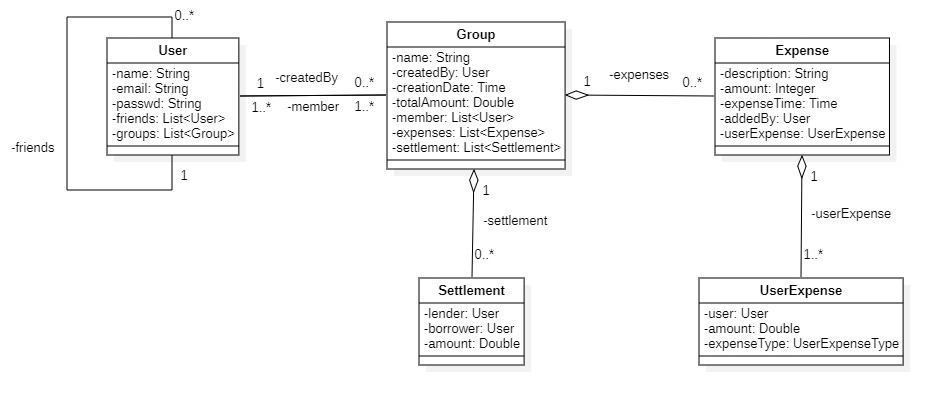 0..*
User
-name: String
-email: String
-passwd: String
-friends: List<User>
-groups: List<Group>
-friends
1
1
-createdBy
0..*
1..*
-member
1..*
Group
-name: String
-createdBy: User
-creationDate: Time
-totalAmount: Double
-member: List<User>
-expenses: List<Expense>
-settlement: List<Settlement>
1
-expenses
0..*
Expense
-description: String
-amount: Integer
-expenseTime: Time
-addedBy: User
-userExpense: UserExpense
1
-settlement
0..*
1
-userExpense
1..*
Settlement
-lender: User
-borrower: User
-amount: Double
UserExpense
-user: User
-amount: Double
-expenseType: UserExpenseType